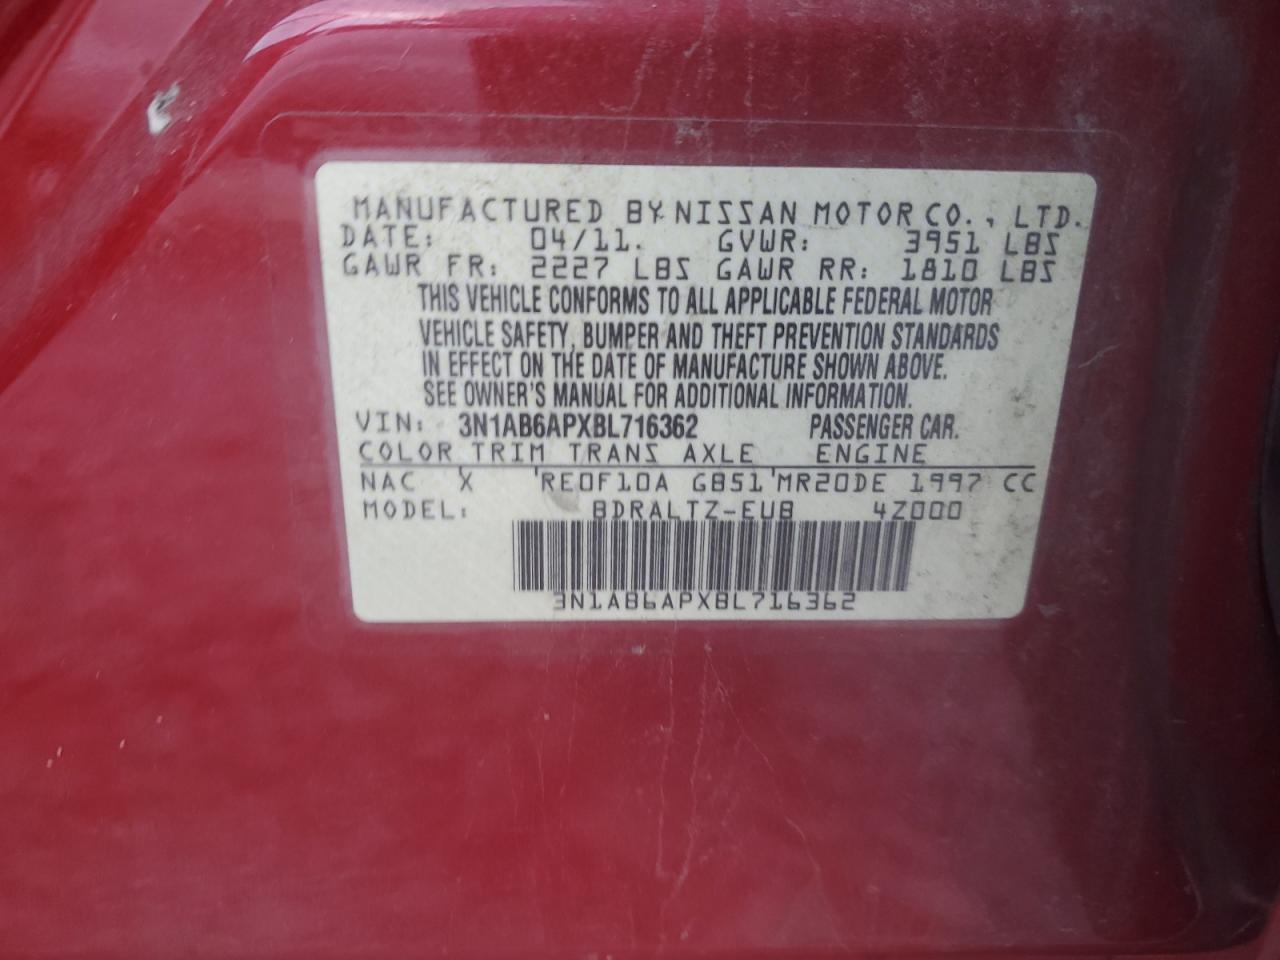 MANUFACTURED BY NISSAN MOTOR CO., LTD.
DATE: 04/11. GVWR: 3951 LBS
GAWR FR: 2227 LBS GAWR RR: 1810 LBS
THIS VEHICLE CONFORMS TO ALL APPLICABLE FEDERAL MOTOR
VEHICLE SAFETY, BUMPER AND THEFT PREVENTION STANDARDS
IN EFFECT ON THE DATE OF MANUFACTURE SHOWN ABOVE.
SEE OWNER'S MANUAL FOR ADDITIONAL INFORMATION.
VIN: 3N1AB6APXBL716362 PASSENGER CAR.
COLOR TRIM TRANS AXLE ENGINE
NAC X RE0F10A GB51 MR20DE 1997 CC
MODEL: BDRALTZ-EUB 4Z000
3N1AB6APXBL716362